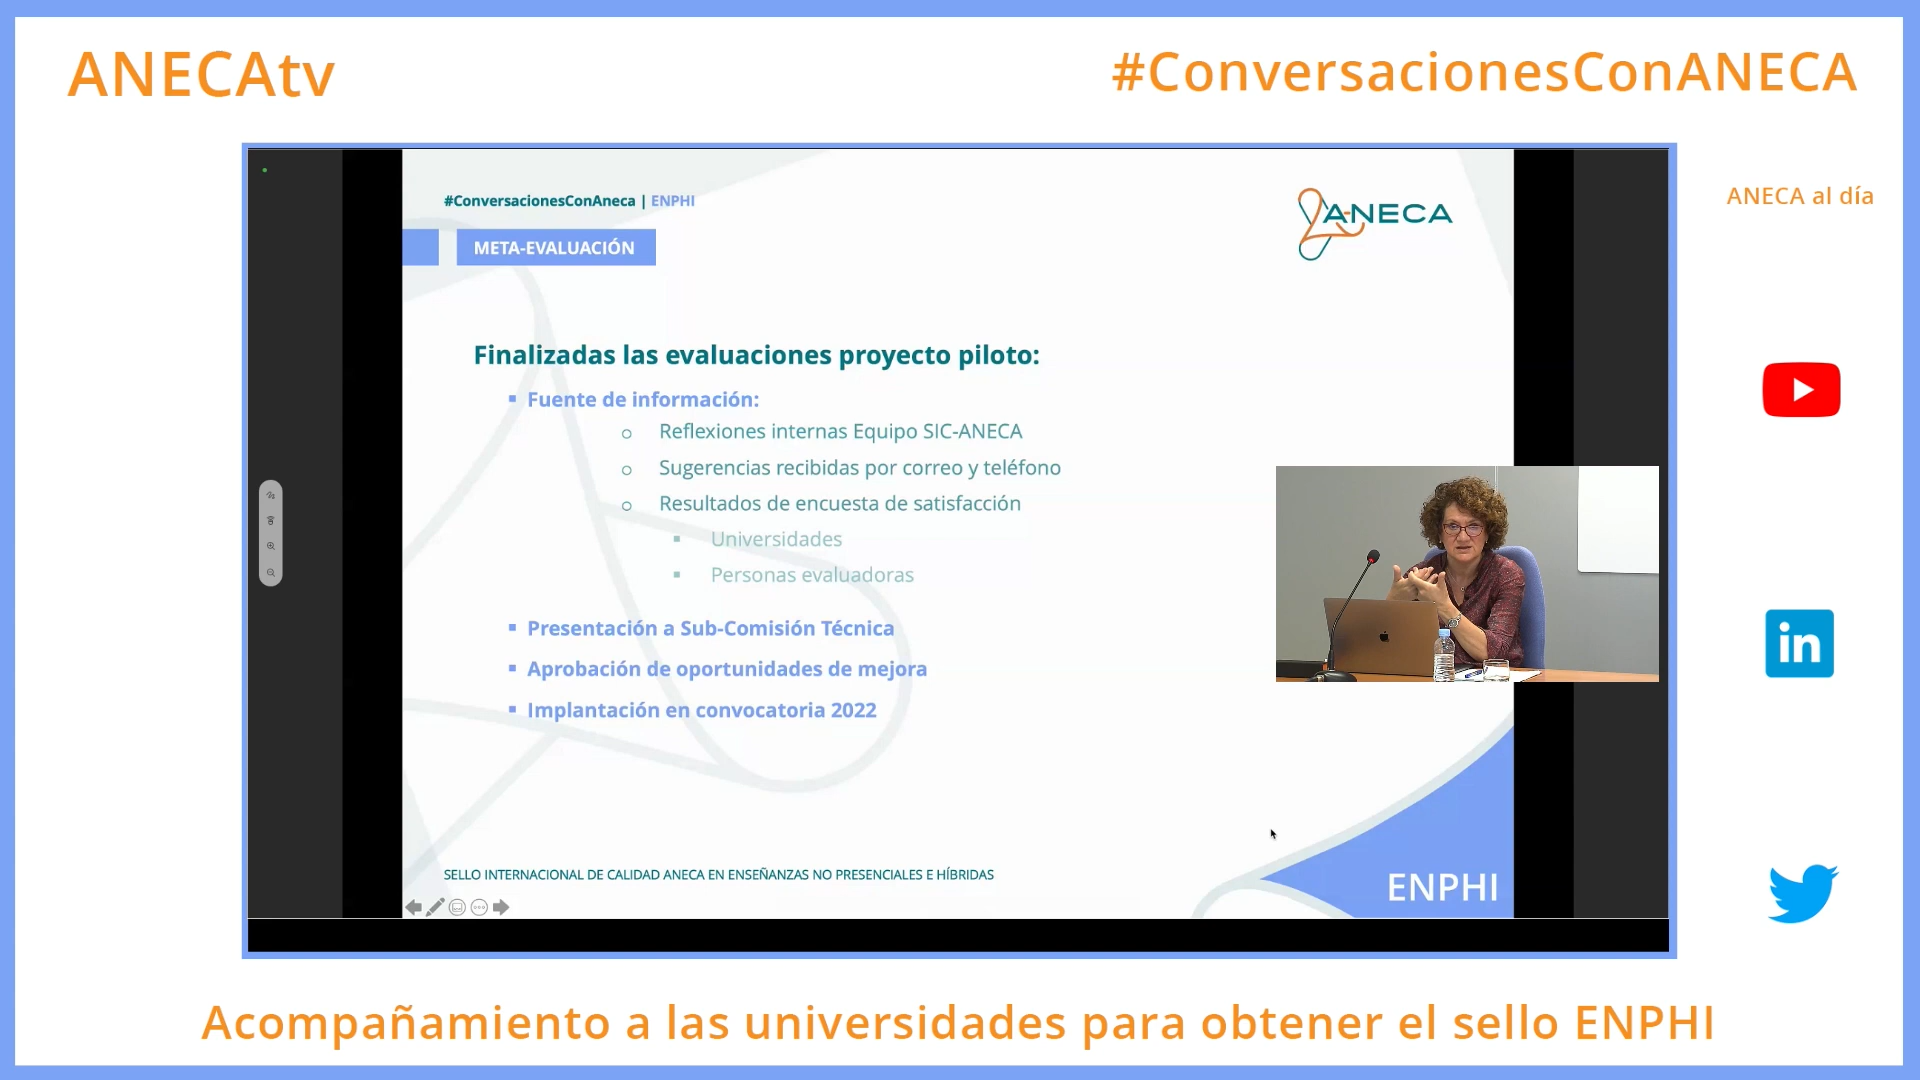 ANECAtv
#ConversacionesConANECA
ANECA al día
#ConversacionesConAneca | ENPHI
ANECA
META-EVALUACIÓN
Finalizadas las evaluaciones proyecto piloto:
Fuente de información:
Reflexiones internas Equipo SIC-ANECA
Sugerencias recibidas por correo y teléfono
Resultados de encuesta de satisfacción
Universidades
Personas evaluadoras
Presentación a Sub-Comisión Técnica
Aprobación de oportunidades de mejora
Implantación en convocatoria 2022
in
SELLO INTERNACIONAL DE CALIDAD ANECA EN ENSEÑANZAS NO PRESENCIALES E HÍBRIDAS
ENPHI
Acompañamiento a las universidades para obtener el sello ENPHI